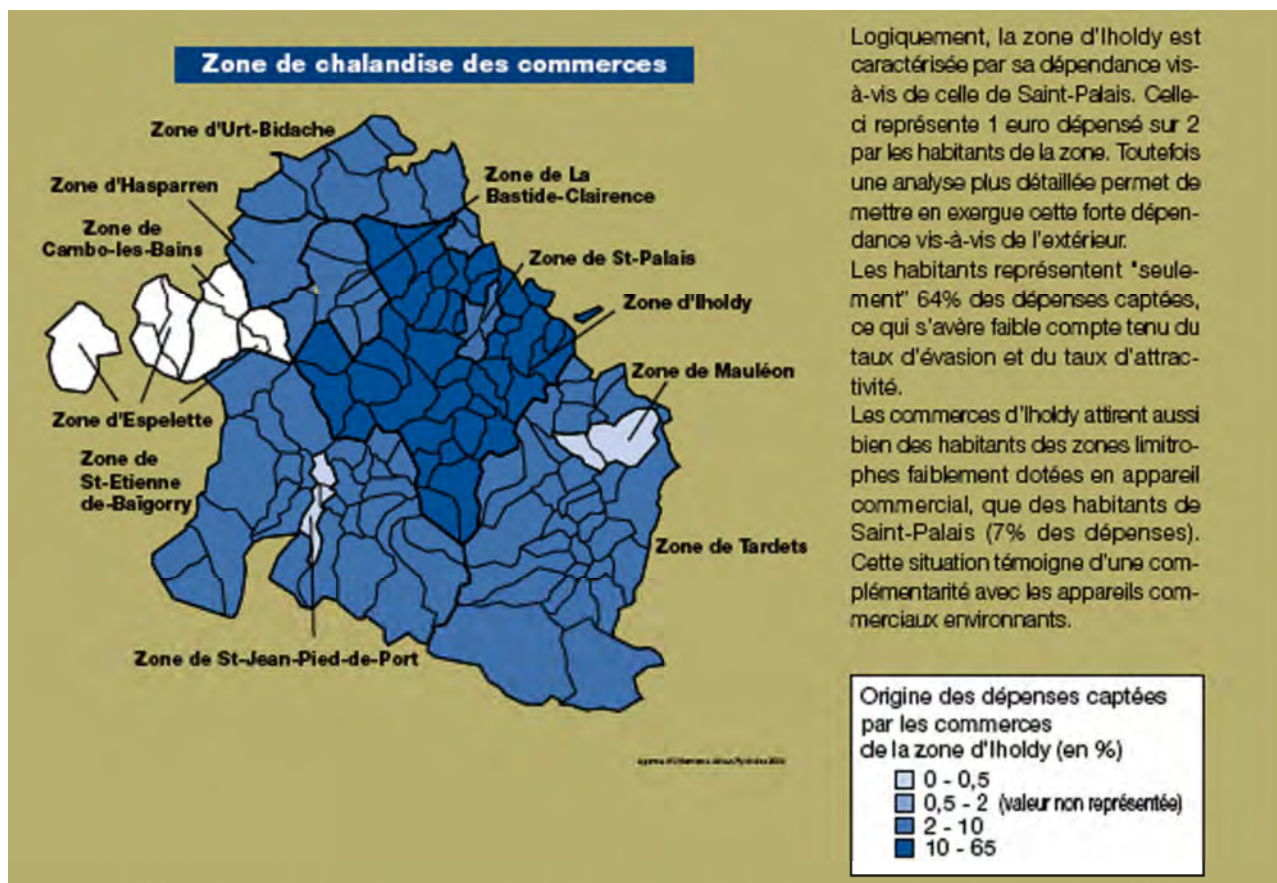 Zone de chalandise des commerces
Zone d'Urt-Bidache
Zone d'Hasparren
Zone de La
Bastide-Clairence
Zone de
Cambo-les-Bains
Zone de St-Palais
Zone d'Iholdy
Zone de Mauléon
Zone d'Espelette
Zone de
St-Etienne
de-Baïgorry
Zone de Tardets
Zone de St-Jean-Pied-de-Port
Logiquement, la zone d'Iholdy est
caractérisée par sa dépendance vis-
à-vis de celle de Saint-Palais. Celle-
ci représente 1 euro dépensé sur 2
par les habitants de la zone. Toutefois
une analyse plus détaillée permet de
mettre en exergue cette forte dépen-
dance vis-à-vis de l'extérieur.
Les habitants représentent "seule-
ment" 64% des dépenses captées,
ce qui s'avère faible compte tenu du
taux d'évasion et du taux d'attrac-
tivité.
Les commerces d'Iholdy attirent aussi
bien des habitants des zones limitro-
phes faiblement dotées en appareil
commercial, que des habitants de
Saint-Palais (7% des dépenses).
Cette situation témoigne d'une com-
plémentarité avec les appareils com-
merciaux environnants.
Origine des dépenses captées
par les commerces
de la zone d'Iholdy (en %)
0 - 0,5
0,5 - 2 (valeur non représentée)
2 - 10
10 - 65